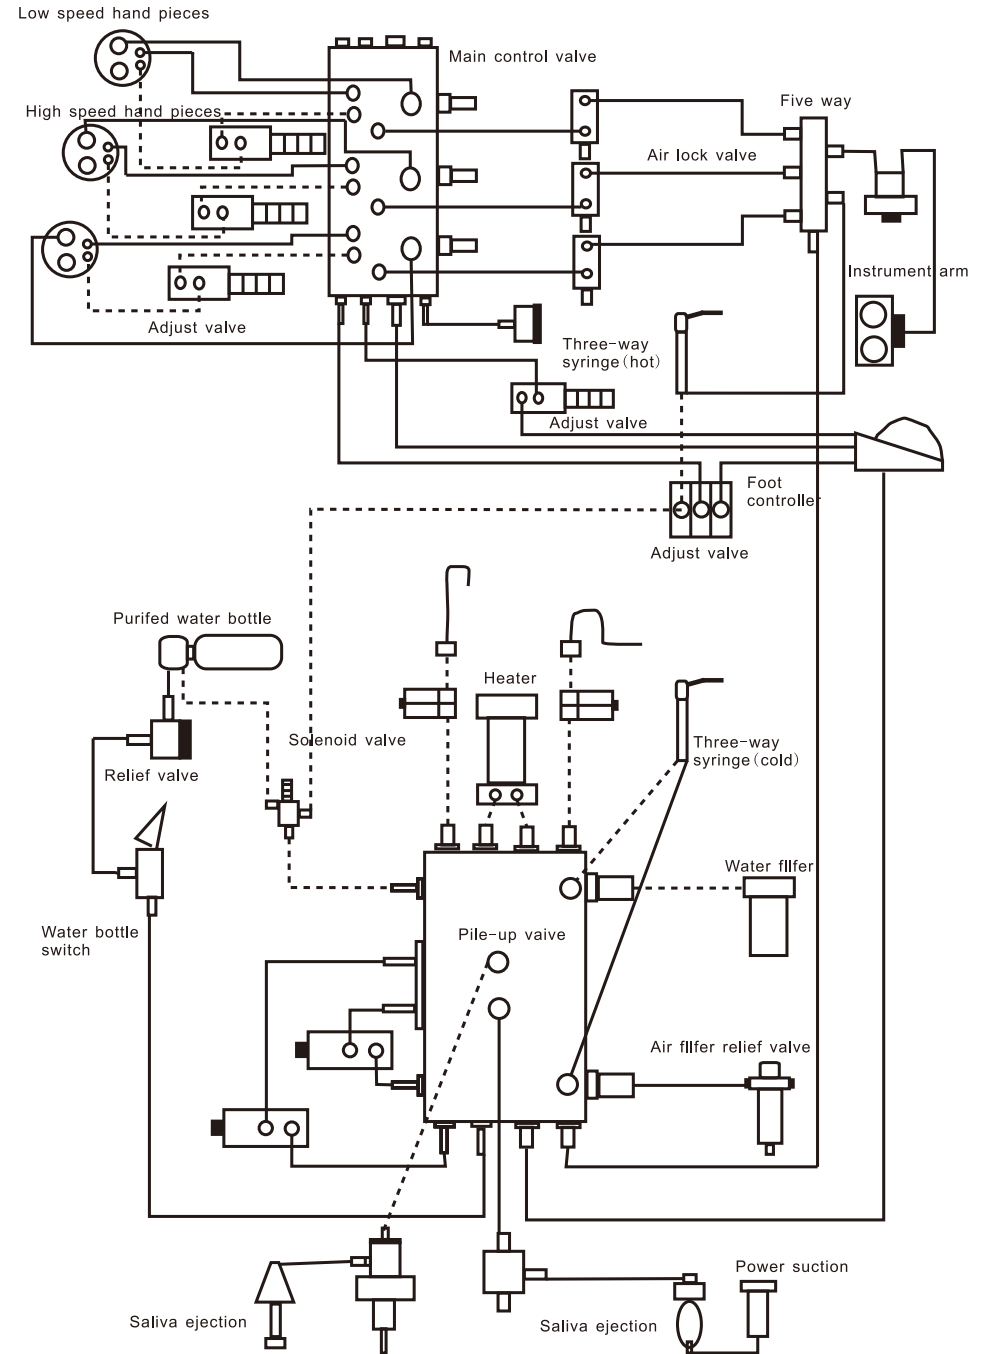 Low speed hand pieces
Main control valve
High speed hand pieces
Five way
Air lock valve
Instrument arm
Adjust valve
Three-way
syringe(hot)
Adjust valve
Foot
controller
Adjust valve
Purifed water bottle
Heater
Solenoid valve
Relief valve
Three-way
syringe(cold)
Water flifer
Water bottle
switch
Pile-up vaive
Air flifer relief valve
Power suction
Saliva ejection
Saliva ejection